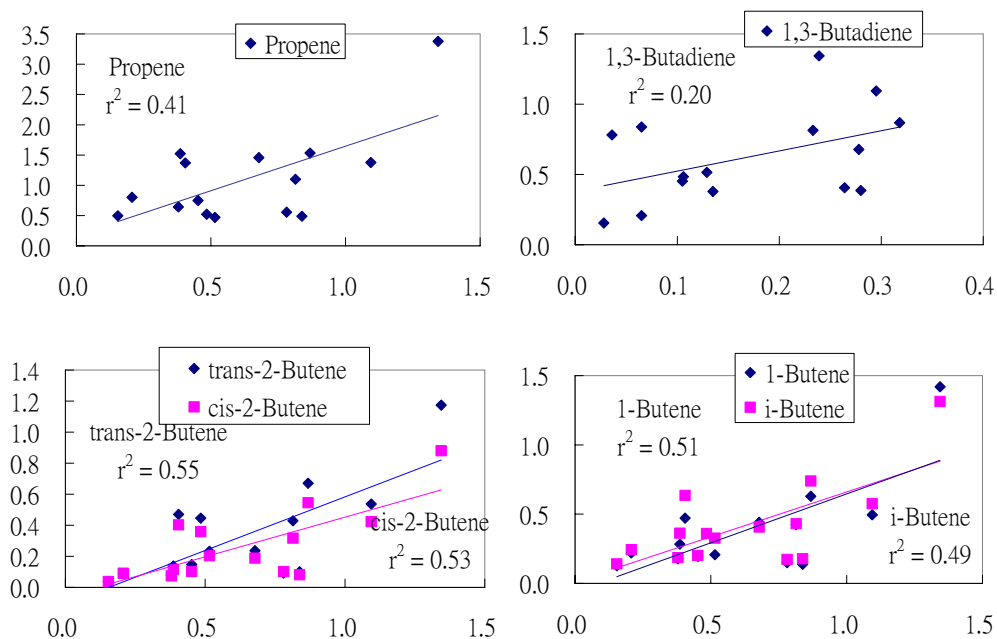 Propene
Propene
r² = 0.41
3.5
3.0
2.5
2.0
1.5
1.0
0.5
0.0
0.0 0.5 1.0 1.5
1,3-Butadiene
1,3-Butadiene
r² = 0.20
1.5
1.0
0.5
0.0
0.0 0.1 0.2 0.3 0.4
trans-2-Butene
cis-2-Butene
trans-2-Butene
r² = 0.55
cis-2-Butene
r² = 0.53
1.4
1.2
1.0
0.8
0.6
0.4
0.2
0.0
0.0 0.5 1.0 1.5
1-Butene
i-Butene
1-Butene
r² = 0.51
i-Butene
r² = 0.49
1.5
1.0
0.5
0.0
0.0 0.5 1.0 1.5